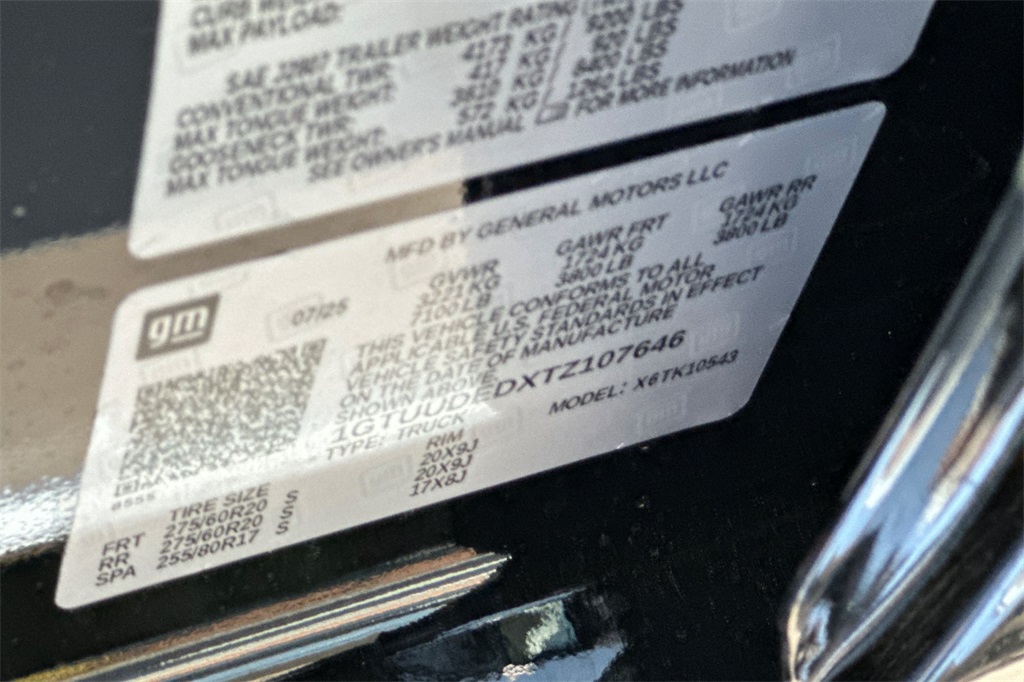 MAX PAYLOAD:
SAE J2807 TRAILER WEIGHT RATING
CONVENTIONAL TWR: 4173 KG / 9200 LBS
MAX TONGUE WEIGHT: 417 KG / 920 LBS
GOOSENECK TWR: KG / LBS
MAX TONGUE WEIGHT: 572 KG / 1260 LBS
SEE OWNER'S MANUAL FOR MORE INFORMATION
MFD BY GENERAL MOTORS LLC
gm
07/25
GVWR GAWR FRT GAWR RR
3221 KG 1724 KG 1724 KG
7100 LB 3800 LB 3800 LB
THIS VEHICLE CONFORMS TO ALL
APPLICABLE U.S. FEDERAL MOTOR
VEHICLE SAFETY STANDARDS IN EFFECT
ON THE DATE OF MANUFACTURE
SHOWN ABOVE
1GTUUDEDXTZ107646
TYPE: TRUCK MODEL: X6TK10543
TIRE SIZE RIM
FRT 275/60R20 S 20X9J
RR 275/60R20 S 20X9J
SPA 255/80R17 S 17X8J